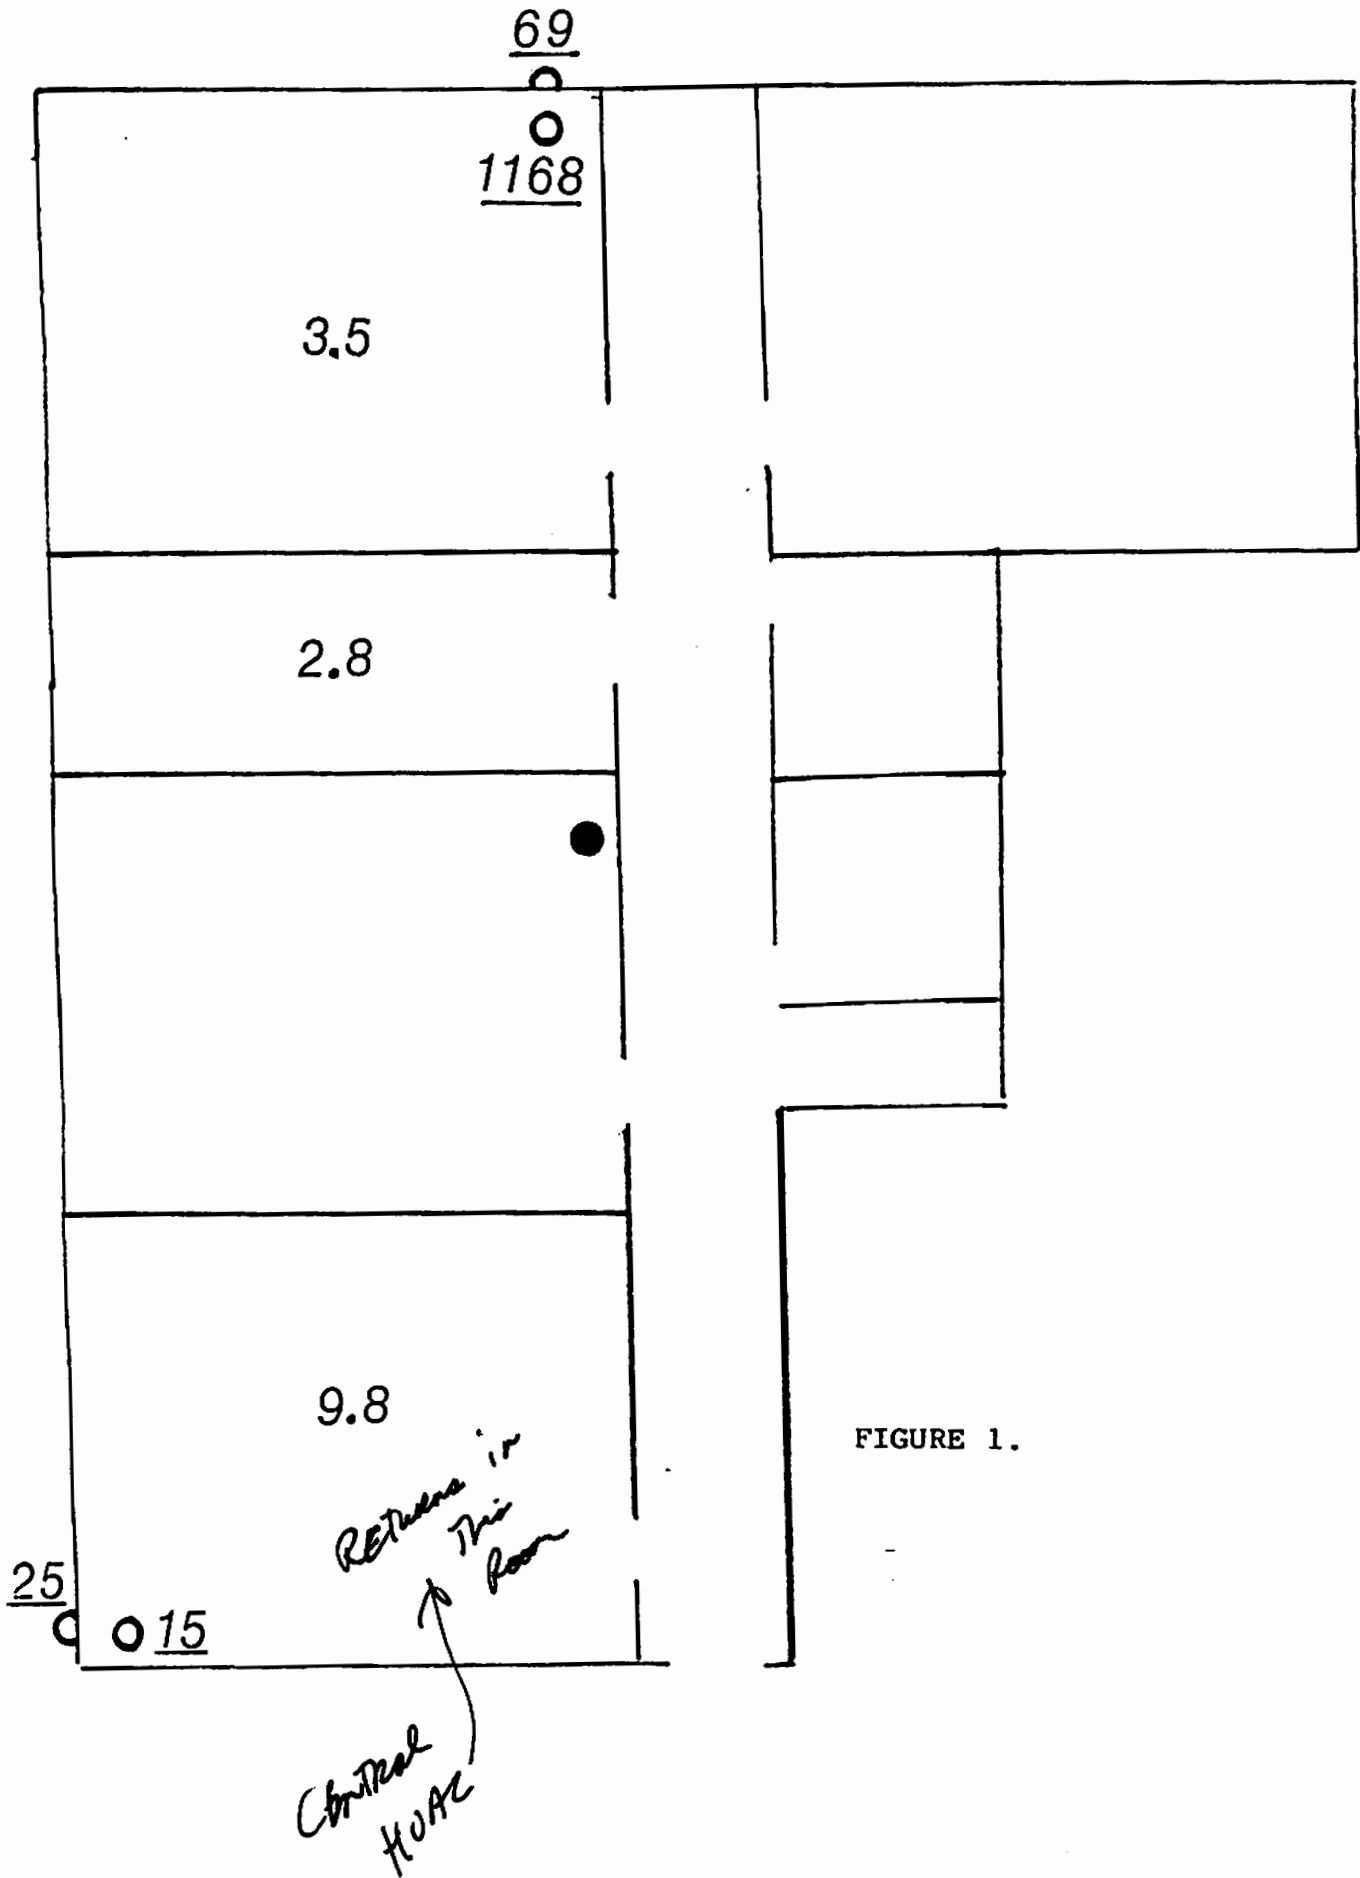 69
1168
3.5
2.8
9.8
FIGURE 1.
Returns in
This
Room
25
15
Central
HVAC